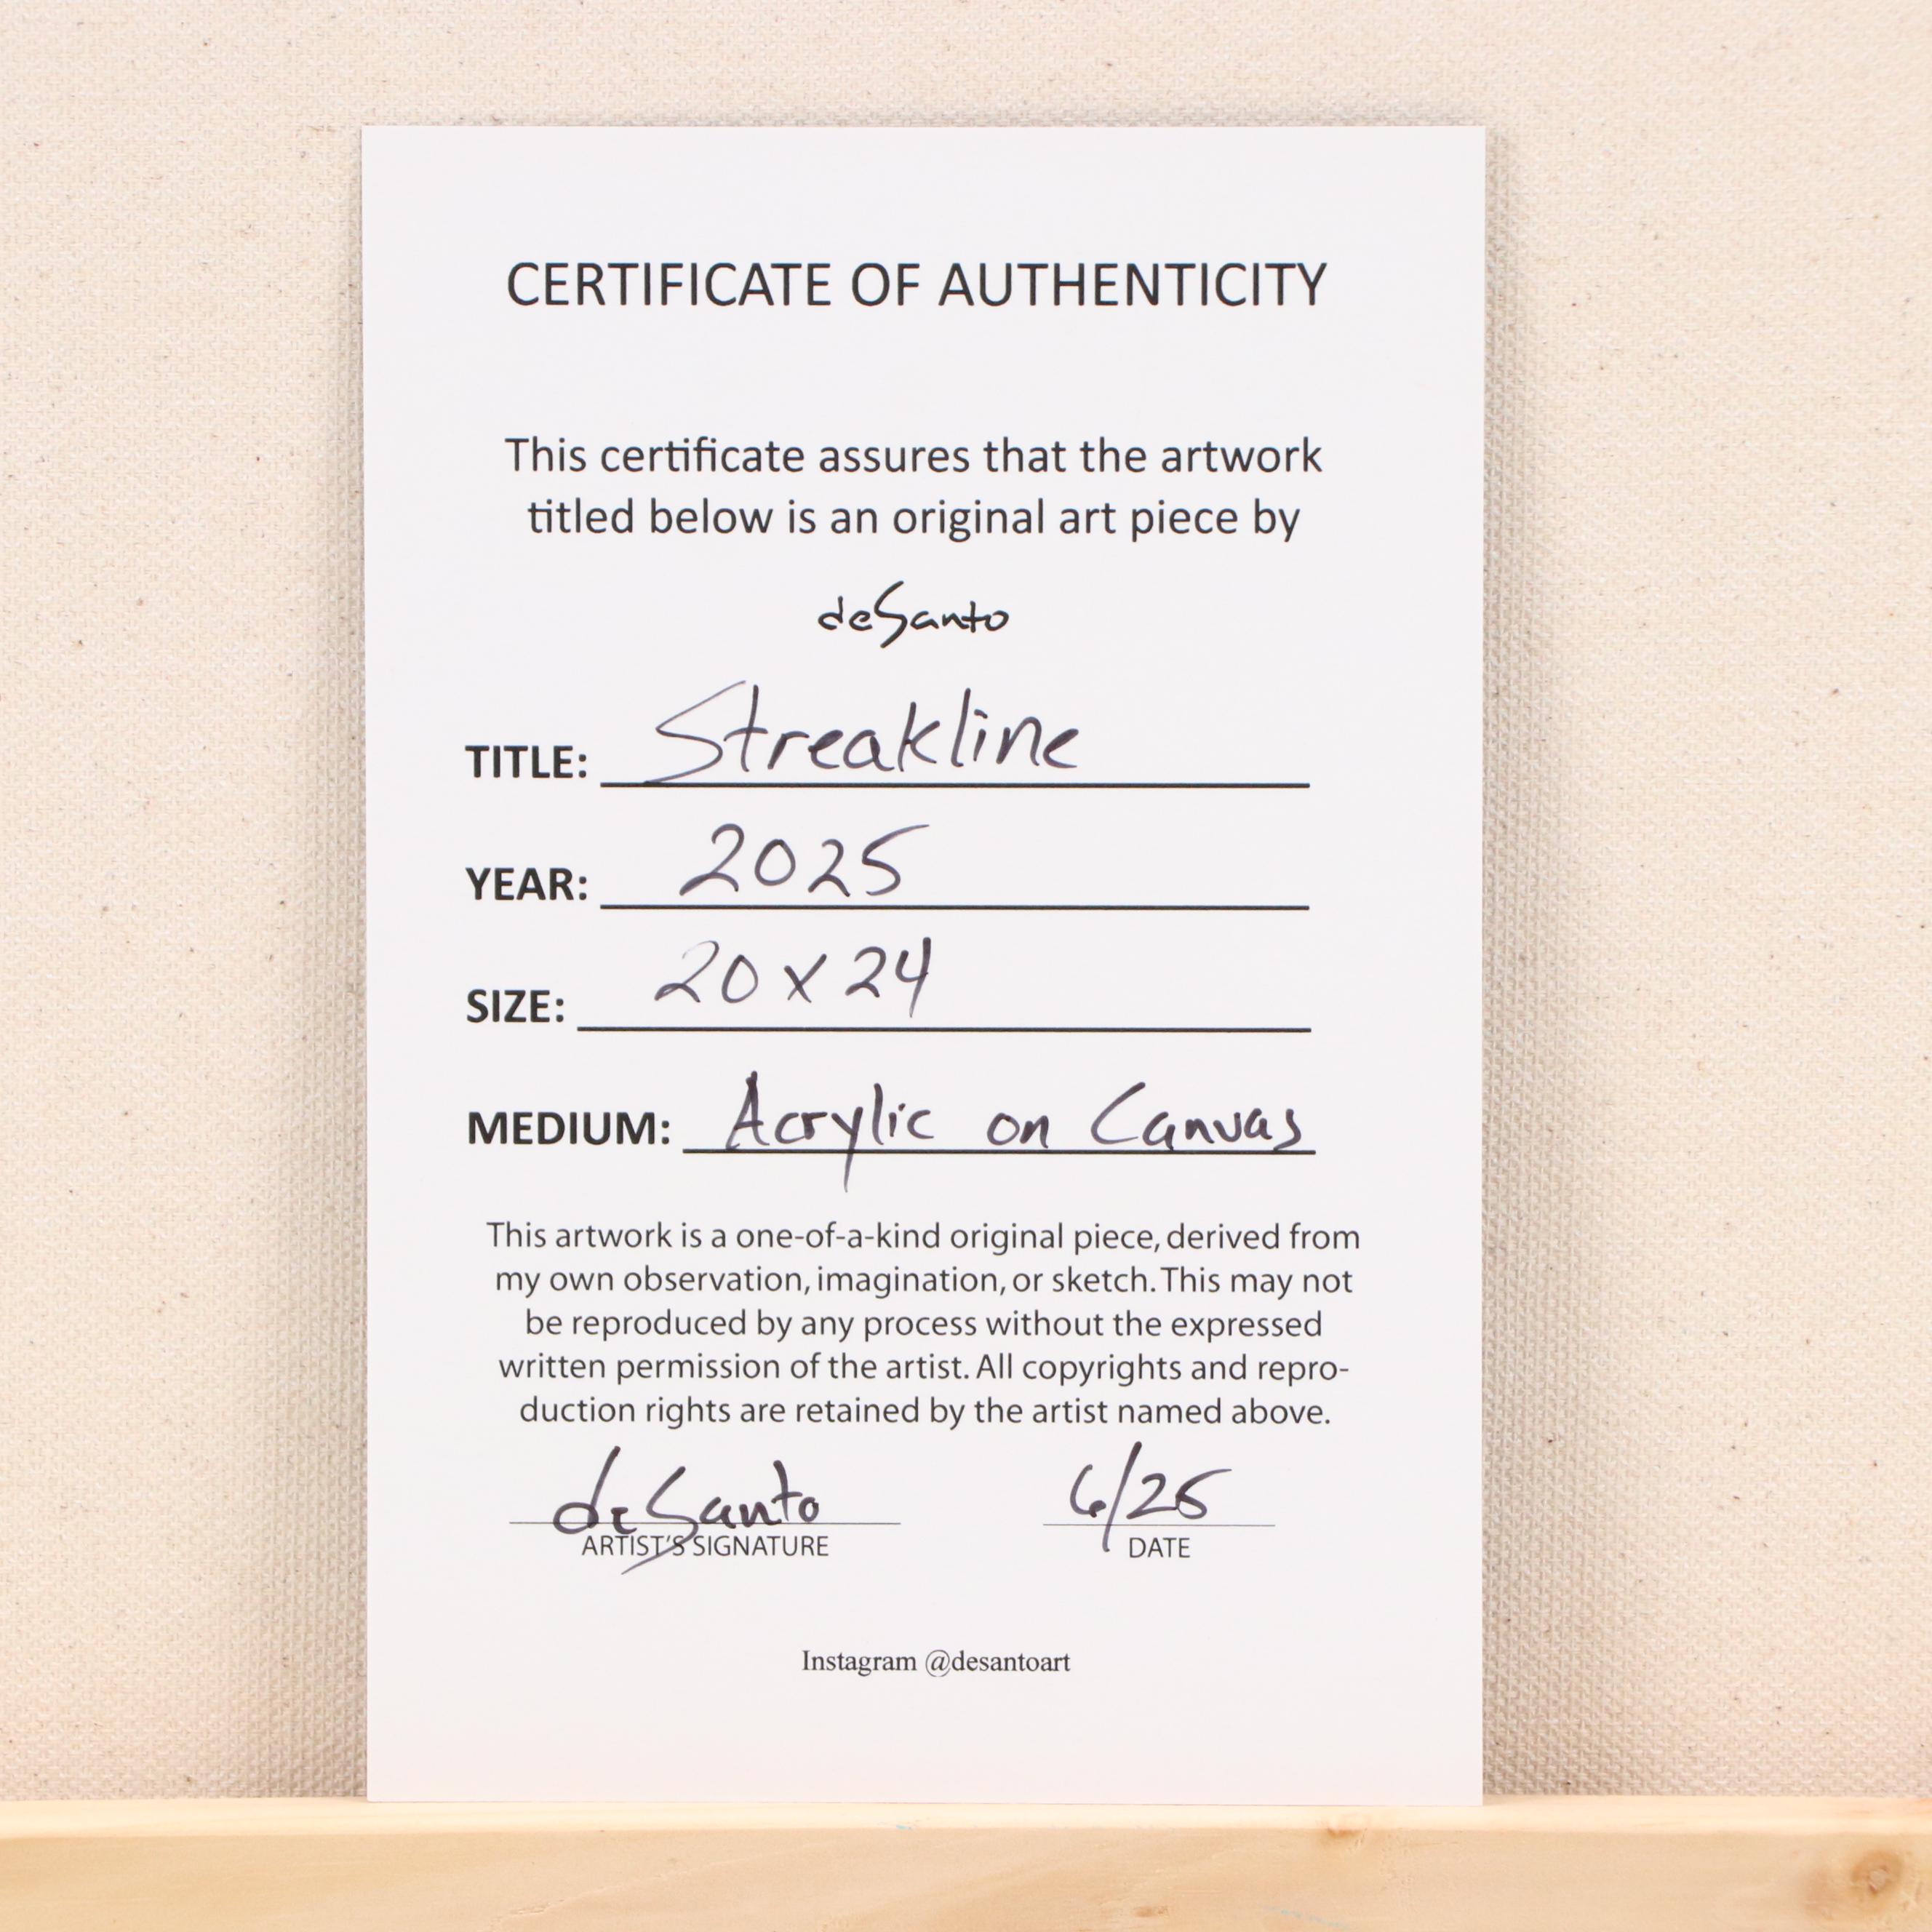 CERTIFICATE OF AUTHENTICITY
This certificate assures that the artwork
titled below is an original art piece by
deSanto
TITLE: Streakline
YEAR: 2025
SIZE: 20 x 24
MEDIUM: Acrylic on Canvas
This artwork is a one-of-a-kind original piece, derived from
my own observation, imagination, or sketch. This may not
be reproduced by any process without the expressed
written permission of the artist. All copyrights and repro-
duction rights are retained by the artist named above.
deSanto 6/25
ARTIST'S SIGNATURE DATE
Instagram @desantoart